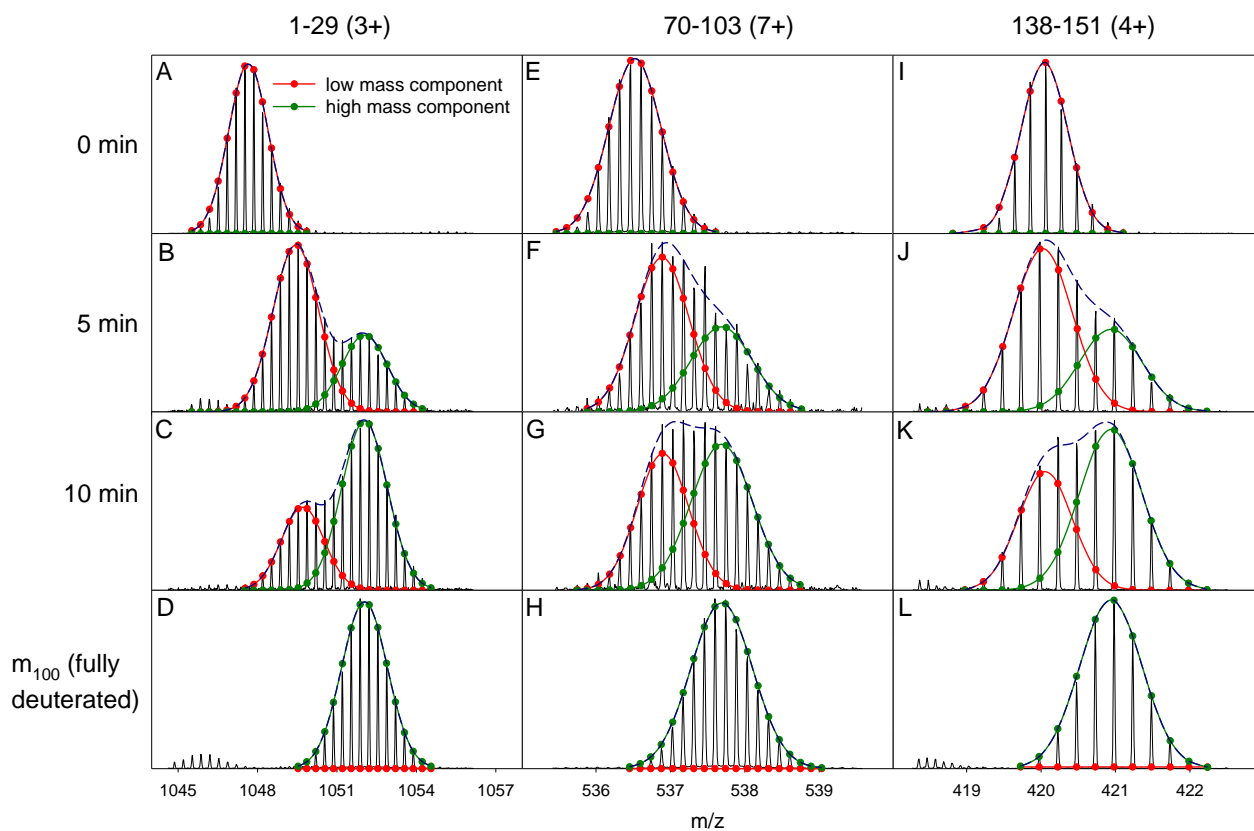 1-29 (3+) 70-103 (7+) 138-151 (4+)
A E I
low mass component
high mass component
0 min
B F J
5 min
C G K
10 min
D H L
m₁₀₀ (fully
deuterated)
1045 1048 1051 1054 1057 536 537 538 539 419 420 421 422
m/z